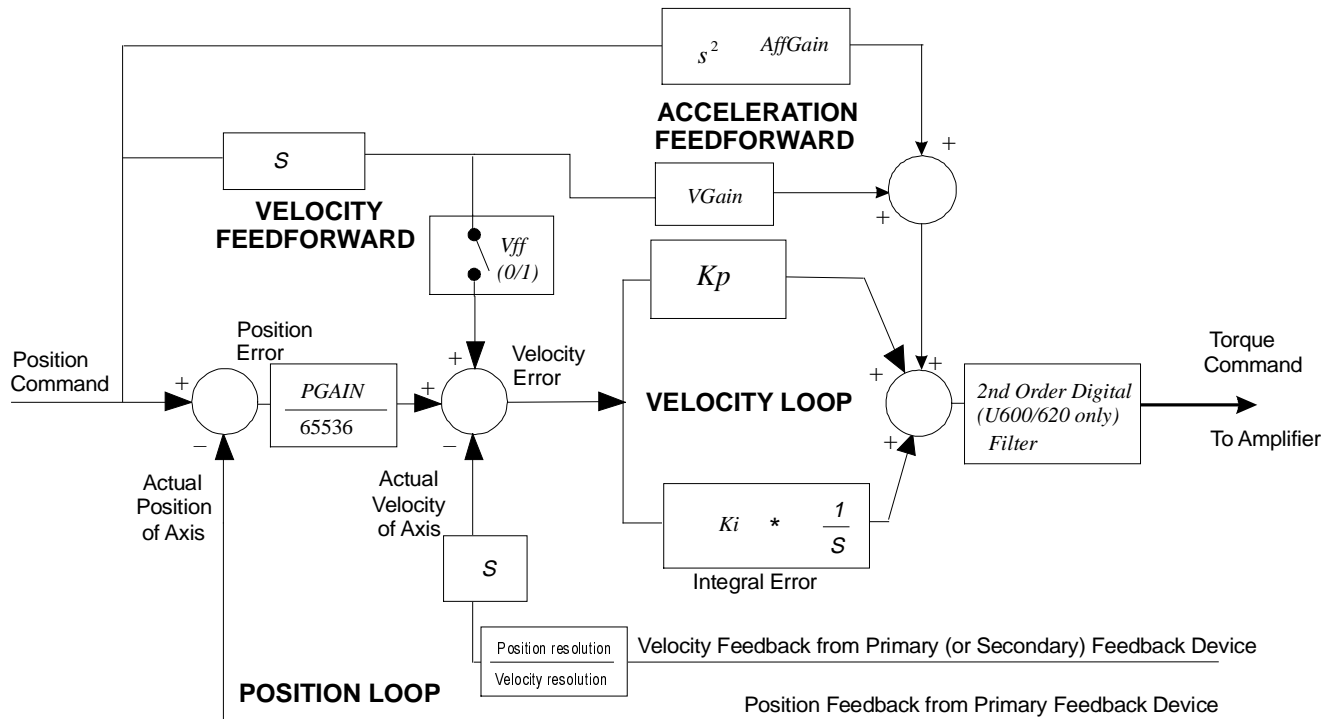 s² AffGain
ACCELERATION
FEEDFORWARD
+
S
VGain
+
VELOCITY
FEEDFORWARD
Vff
(0/1)
Kp
Position
Command
Position
Error
+
−
PGAIN
65536
+
+
−
Velocity
Error
VELOCITY LOOP
+
+
+
2nd Order Digital
(U600/620 only)
Filter
Torque
Command
To Amplifier
Actual
Position
of Axis
Actual
Velocity
of Axis
Ki * 1
S
Integral Error
S
Position resolution
Velocity resolution
Velocity Feedback from Primary (or Secondary) Feedback Device
POSITION LOOP
Position Feedback from Primary Feedback Device